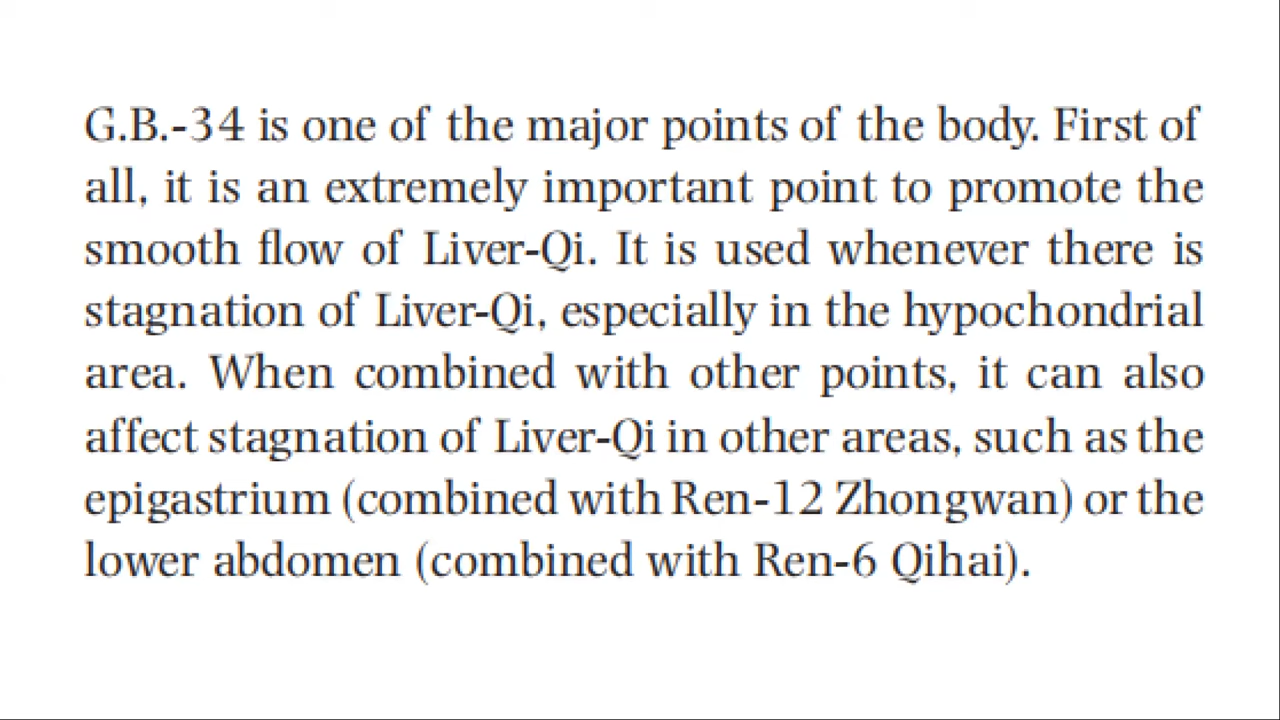 G.B.-34 is one of the major points of the body. First of
all, it is an extremely important point to promote the
smooth flow of Liver-Qi. It is used whenever there is
stagnation of Liver-Qi, especially in the hypochondrial
area. When combined with other points, it can also
affect stagnation of Liver-Qi in other areas, such as the
epigastrium (combined with Ren-12 Zhongwan) or the
lower abdomen (combined with Ren-6 Qihai).